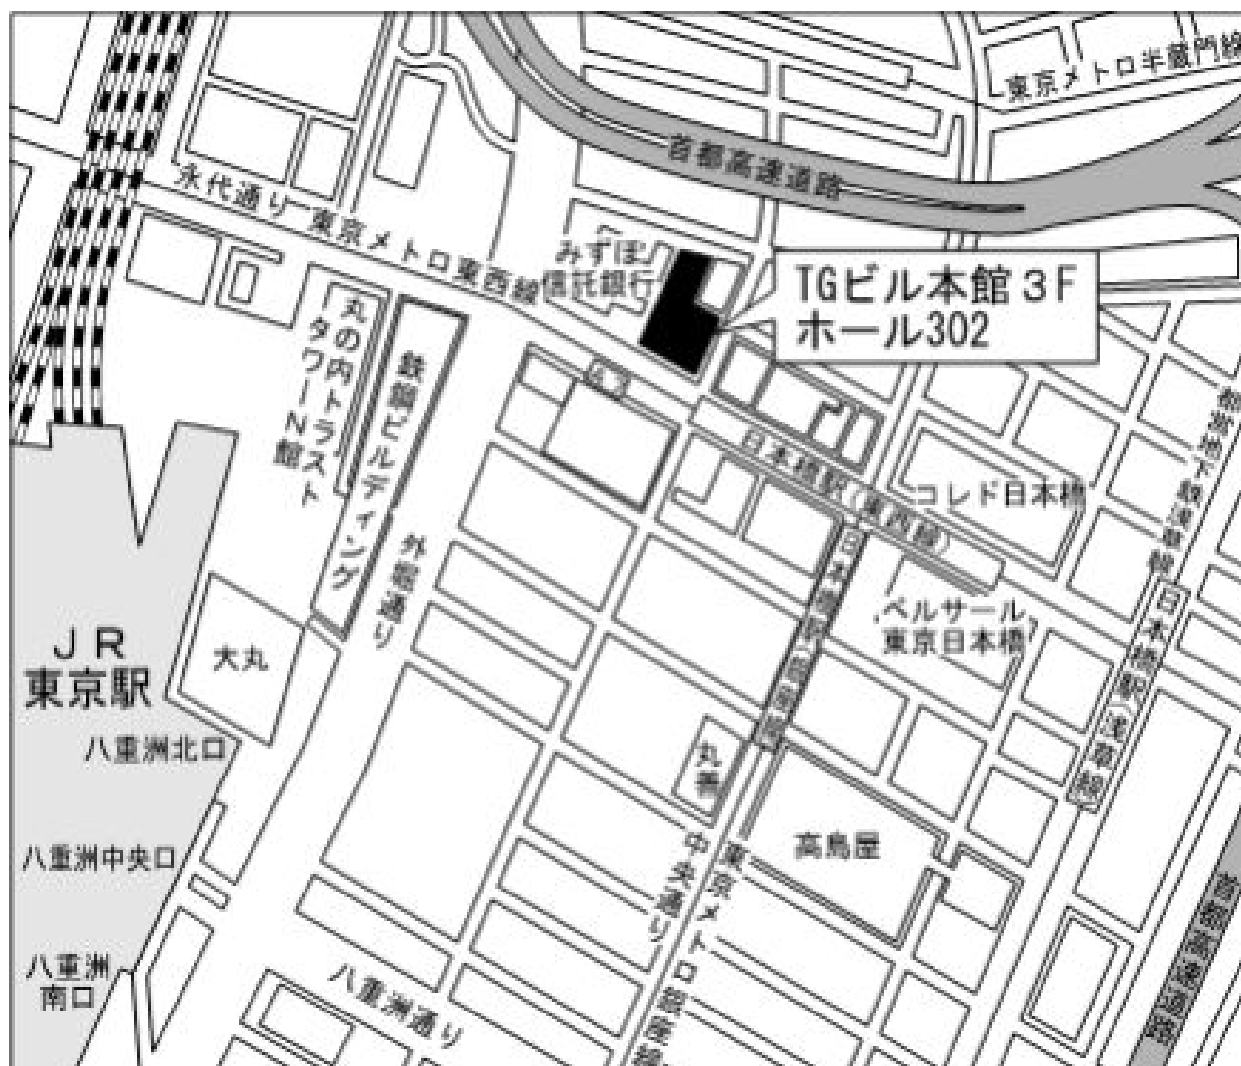 東京メトロ半蔵門線
首都高速道路
永代通り
東京メトロ東西線
みずほ
信託銀行
TGビル本館3F
ホール302
丸の内トラスト
タワーN館
鉄鋼ビルディング
A3
日本橋駅(東西線)
コレド日本橋
都営地下鉄浅草線
外堀通り
日本橋駅(銀座線)
ベルサール
東京日本橋
日本橋駅(浅草線)
JR
東京駅
大丸
八重洲北口
丸善
高島屋
八重洲中央口
中央通り
東京メトロ銀座線
首都高速道路
八重洲
南口
八重洲通り